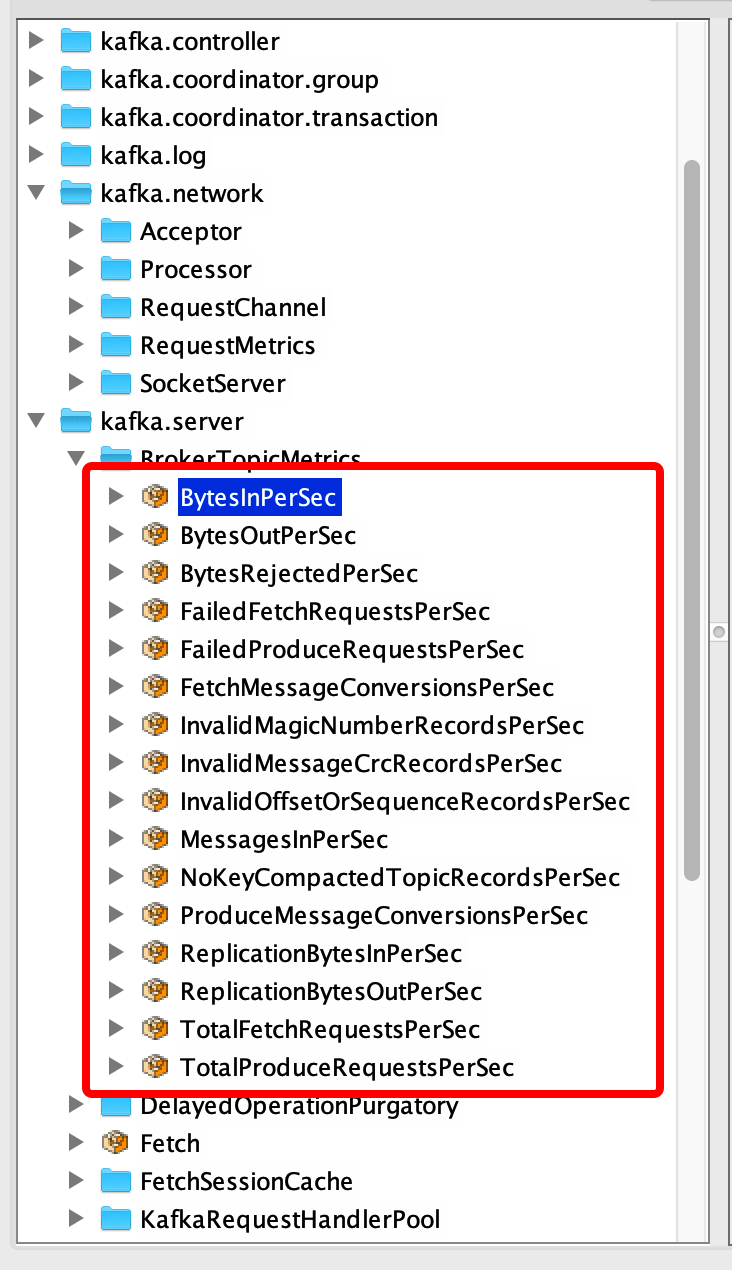 kafka.controller
kafka.coordinator.group
kafka.coordinator.transaction
kafka.log
kafka.network
Acceptor
Processor
RequestChannel
RequestMetrics
SocketServer
kafka.server
BrokerTopicMetrics
BytesInPerSec
BytesOutPerSec
BytesRejectedPerSec
FailedFetchRequestsPerSec
FailedProduceRequestsPerSec
FetchMessageConversionsPerSec
InvalidMagicNumberRecordsPerSec
InvalidMessageCrcRecordsPerSec
InvalidOffsetOrSequenceRecordsPerSec
MessagesInPerSec
NoKeyCompactedTopicRecordsPerSec
ProduceMessageConversionsPerSec
ReplicationBytesInPerSec
ReplicationBytesOutPerSec
TotalFetchRequestsPerSec
TotalProduceRequestsPerSec
DelayedOperationPurgatory
Fetch
FetchSessionCache
KafkaRequestHandlerPool